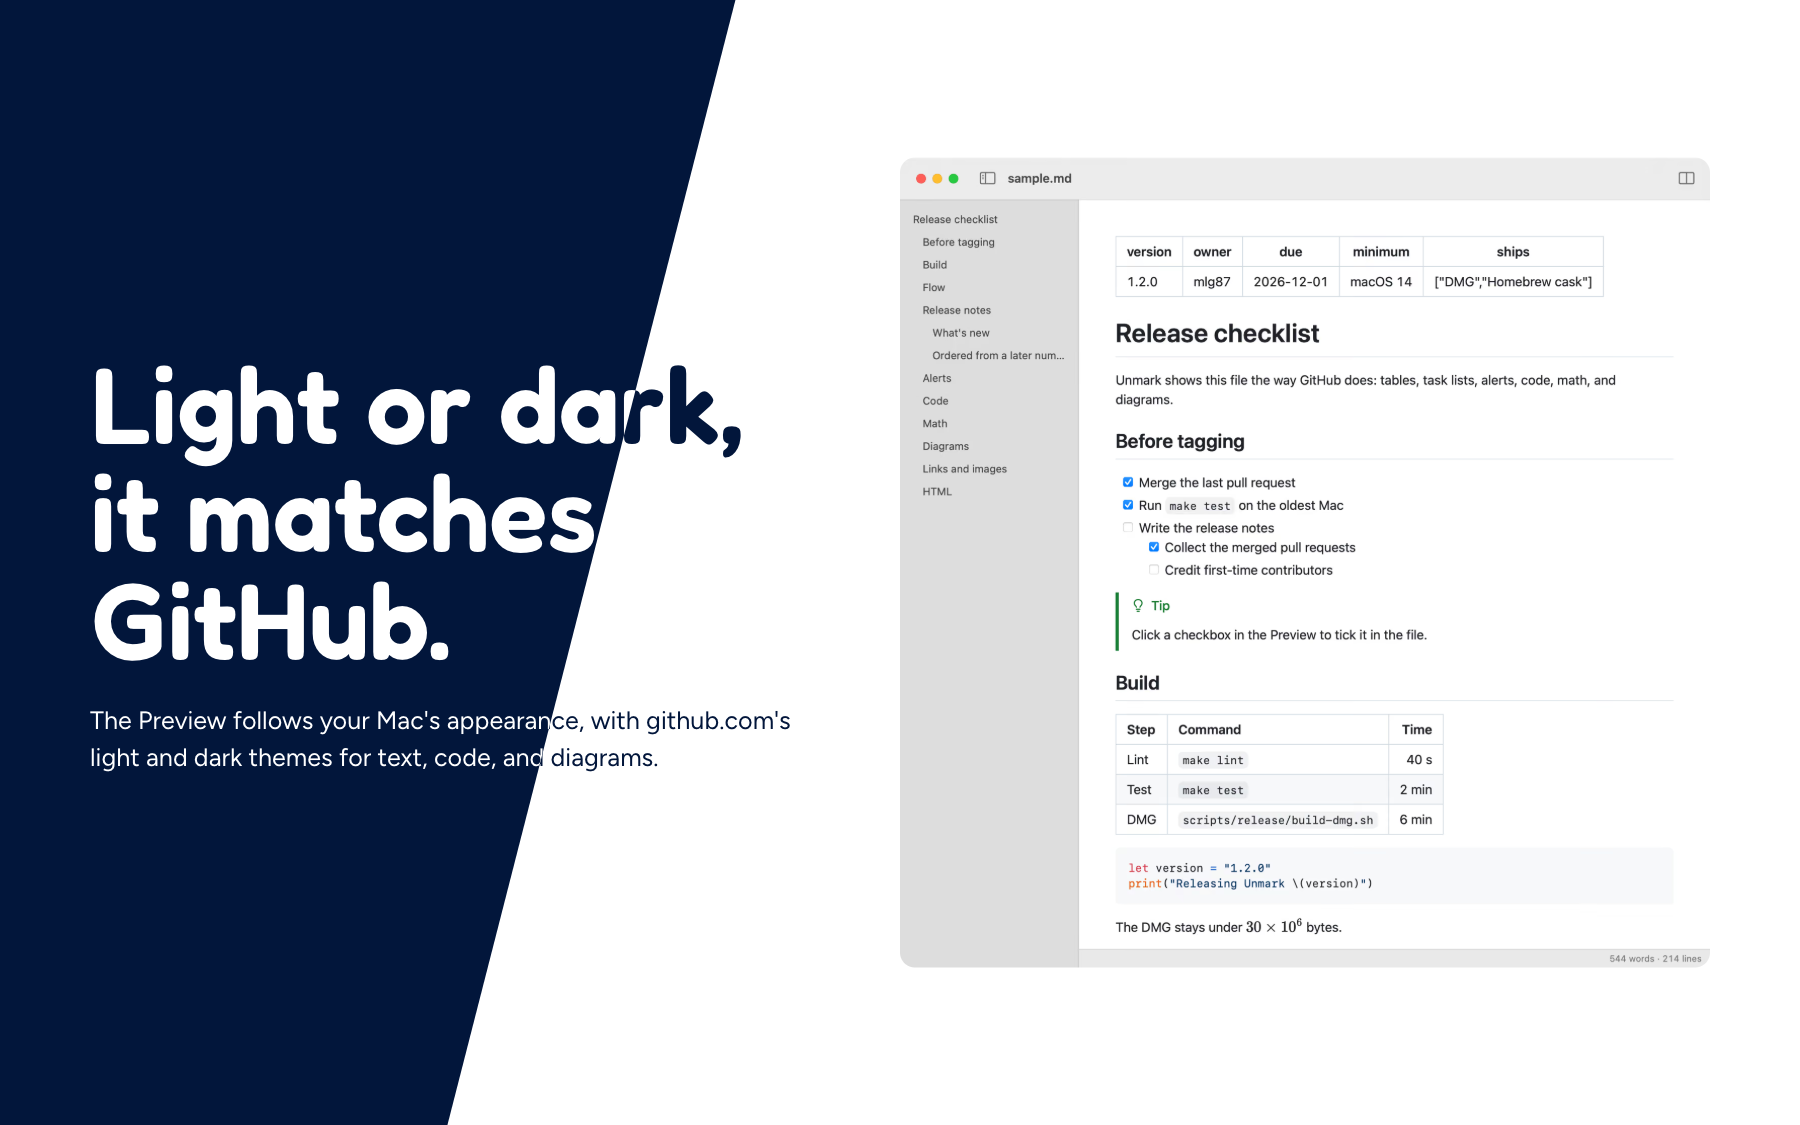 Light or dark,
it matches
GitHub.
The Preview follows your Mac's appearance, with github.com's
light and dark themes for text, code, and diagrams.
sample.md
Release checklist
Before tagging
Build
Flow
Release notes
What's new
Ordered from a later num...
Alerts
Code
Math
Diagrams
Links and images
HTML
version owner due minimum ships
1.2.0 mlg87 2026-12-01 macOS 14 ["DMG","Homebrew cask"]
Release checklist
Unmark shows this file the way GitHub does: tables, task lists, alerts, code, math, and
diagrams.
Before tagging
Merge the last pull request
Run make test on the oldest Mac
Write the release notes
Collect the merged pull requests
Credit first-time contributors
Tip
Click a checkbox in the Preview to tick it in the file.
Build
Step Command Time
Lint make lint 40 s
Test make test 2 min
DMG scripts/release/build-dmg.sh 6 min
let version = "1.2.0"
print("Releasing Unmark \(version)")
The DMG stays under 30 × 10⁶ bytes.
544 words · 214 lines